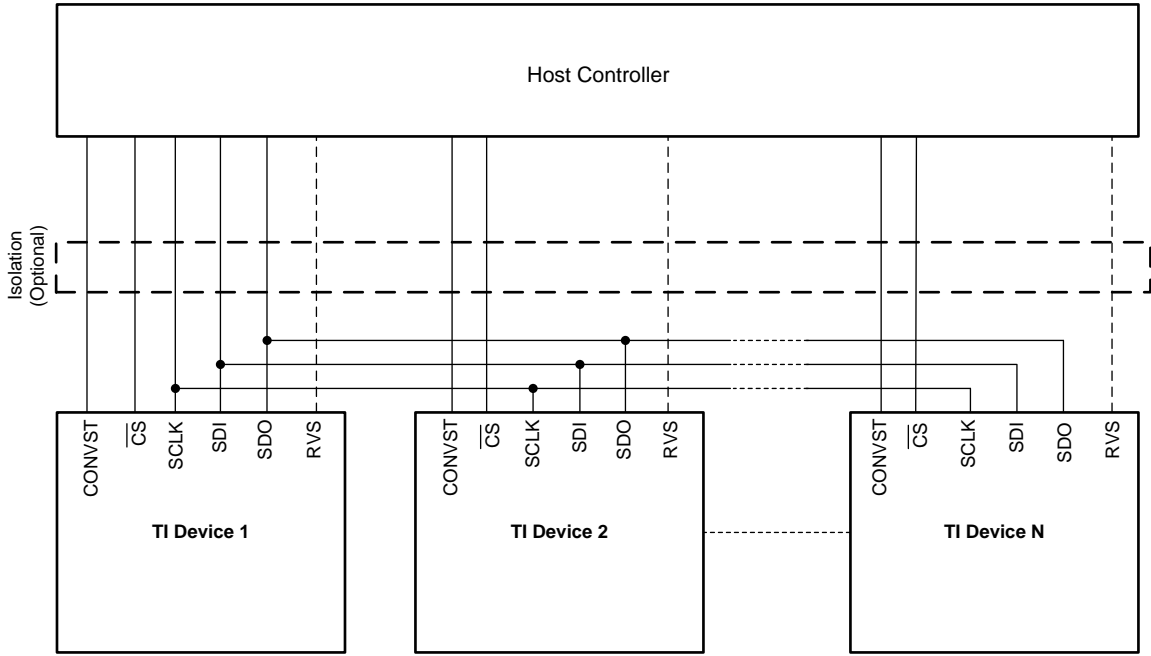 Host Controller
Isolation
(Optional)
CONVST
CS
SCLK
SDI
SDO
RVS
CONVST
CS
SCLK
SDI
SDO
RVS
CONVST
CS
SCLK
SDI
SDO
RVS
TI Device 1
TI Device 2
TI Device N